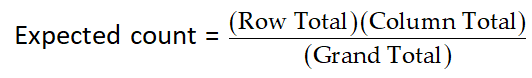 Expected count = (Row Total)(Column Total)
(Grand Total)